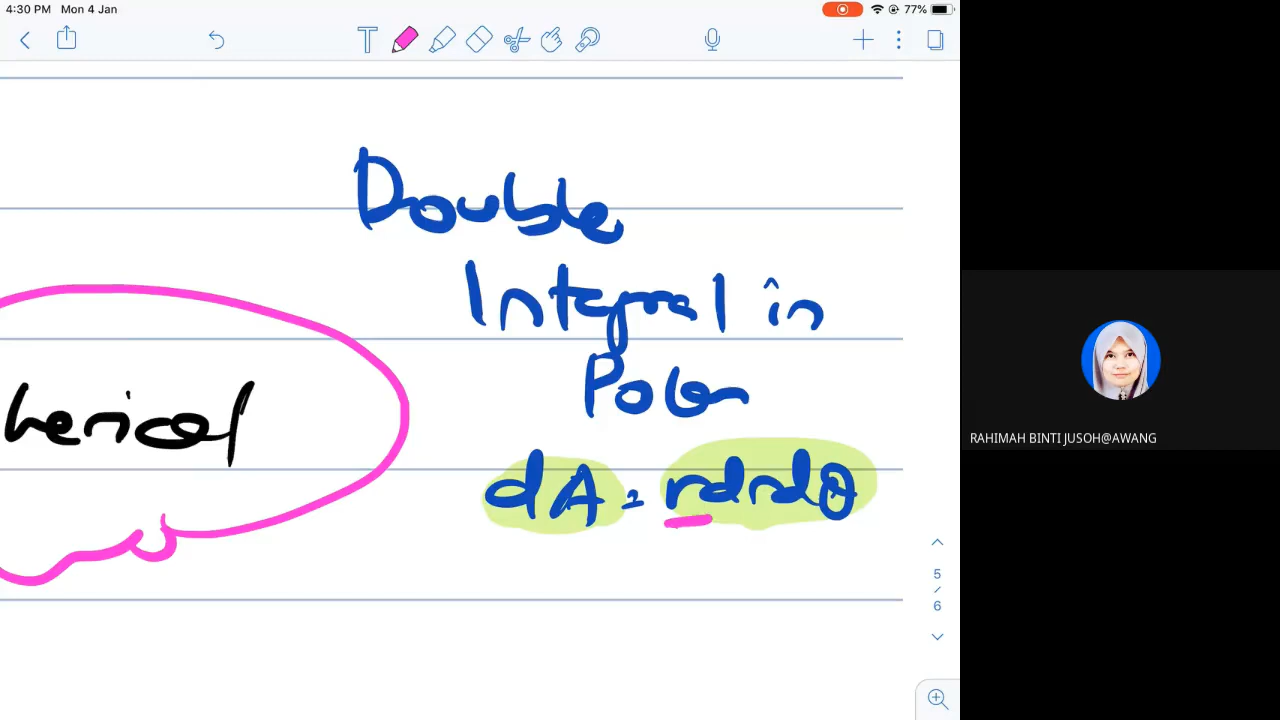 4:30 PM Mon 4 Jan
77%
Double
Integral in
Polar
herical
dA = rdrdθ
5
/
6
RAHIMAH BINTI JUSOH@AWANG